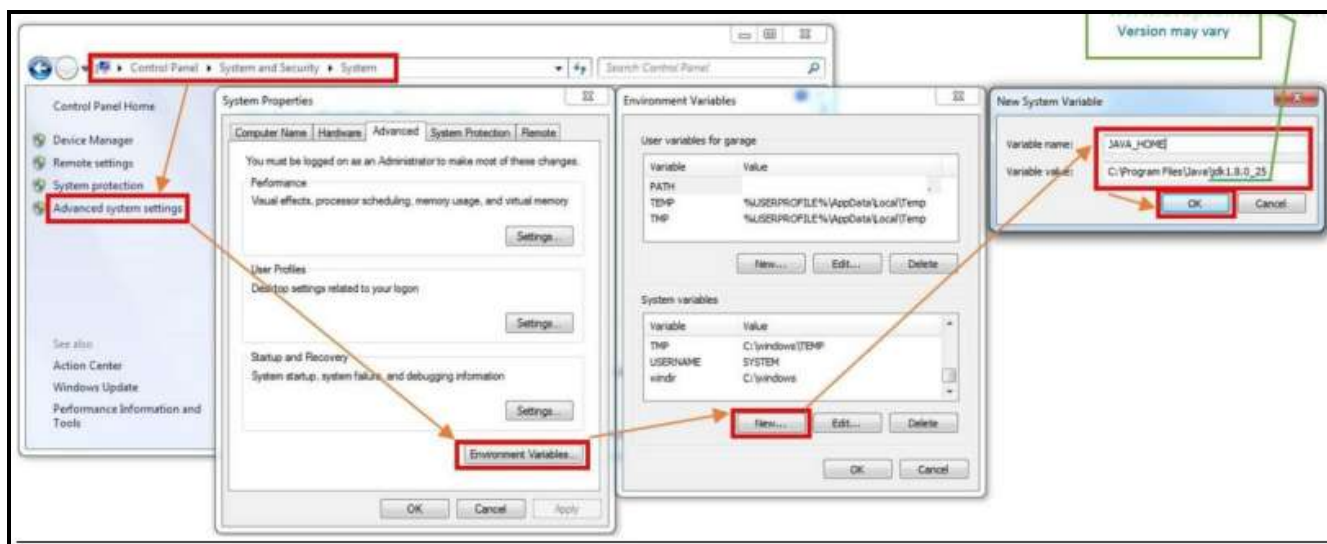 Version may vary
Control Panel ▸ System and Security ▸ System
Search Control Panel
Control Panel Home
Device Manager
Remote settings
System protection
Advanced system settings
See also
Action Center
Windows Update
Performance Information and
Tools
System Properties
Computer Name
Hardware
Advanced
System Protection
Remote
You must be logged on as an Administrator to make most of these changes.
Performance
Visual effects, processor scheduling, memory usage, and virtual memory
Settings...
User Profiles
Desktop settings related to your logon
Settings...
Startup and Recovery
System startup, system failure, and debugging information
Settings...
Environment Variables...
OK
Cancel
Apply
Environment Variables
User variables for garage
Variable Value
PATH
TEMP %USERPROFILE%\AppData\Local\Temp
TMP %USERPROFILE%\AppData\Local\Temp
New... Edit... Delete
System variables
Variable Value
TMP C:\windows\TEMP
USERNAME SYSTEM
windir C:\windows
New... Edit... Delete
OK Cancel
New System Variable
Variable name: JAVA_HOME
Variable value: C:\Program Files\Java\jdk1.8.0_25
OK Cancel